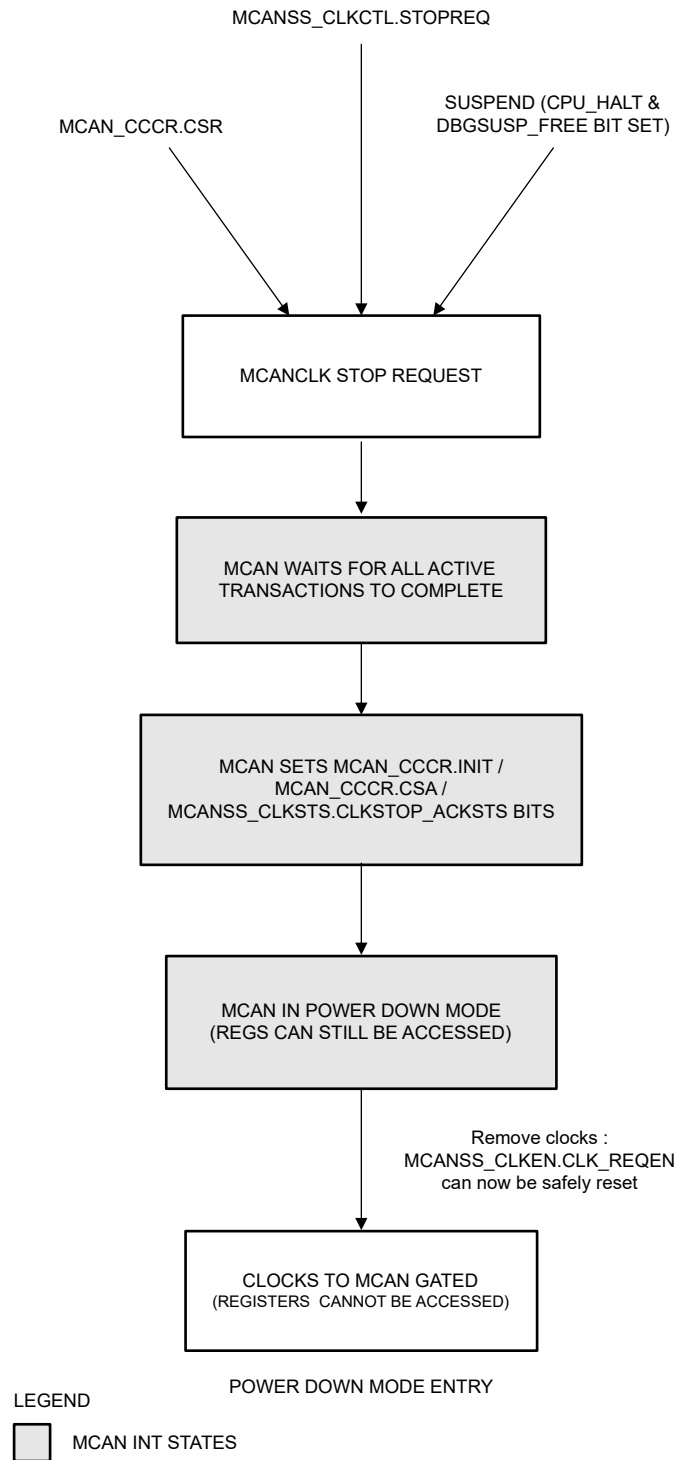 MCANSS_CLKCTL.STOPREQ
MCAN_CCCR.CSR
SUSPEND (CPU_HALT &
DBGSUSP_FREE BIT SET)
MCANCLK STOP REQUEST
MCAN WAITS FOR ALL ACTIVE
TRANSACTIONS TO COMPLETE
MCAN SETS MCAN_CCCR.INIT /
MCAN_CCCR.CSA /
MCANSS_CLKSTS.CLKSTOP_ACKSTS BITS
MCAN IN POWER DOWN MODE
(REGS CAN STILL BE ACCESSED)
Remove clocks :
MCANSS_CLKEN.CLK_REQEN
can now be safely reset
CLOCKS TO MCAN GATED
(REGISTERS CANNOT BE ACCESSED)
POWER DOWN MODE ENTRY
LEGEND
MCAN INT STATES